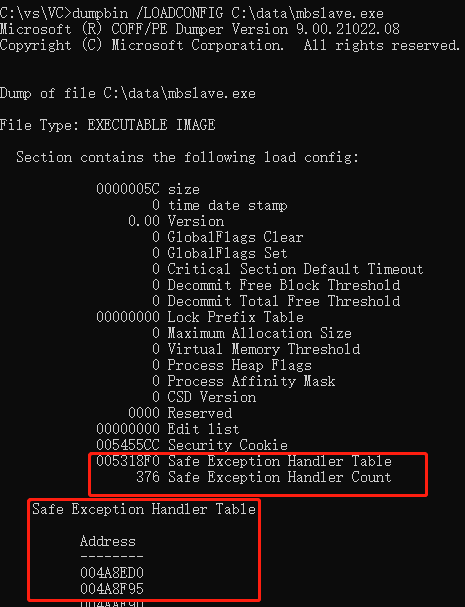 C:\vs\VC>dumpbin /LOADCONFIG C:\data\mbslave.exe
Microsoft (R) COFF/PE Dumper Version 9.00.21022.08
Copyright (C) Microsoft Corporation.  All rights reserved.
Dump of file C:\data\mbslave.exe
File Type: EXECUTABLE IMAGE
Section contains the following load config:
0000005C size
0 time date stamp
0.00 Version
0 GlobalFlags Clear
0 GlobalFlags Set
0 Critical Section Default Timeout
0 Decommit Free Block Threshold
0 Decommit Total Free Threshold
00000000 Lock Prefix Table
0 Maximum Allocation Size
0 Virtual Memory Threshold
0 Process Heap Flags
0 Process Affinity Mask
0 CSD Version
0000 Reserved
00000000 Edit list
005455CC Security Cookie
005318F0 Safe Exception Handler Table
376 Safe Exception Handler Count
Safe Exception Handler Table
Address
--------
004A8ED0
004A8F95